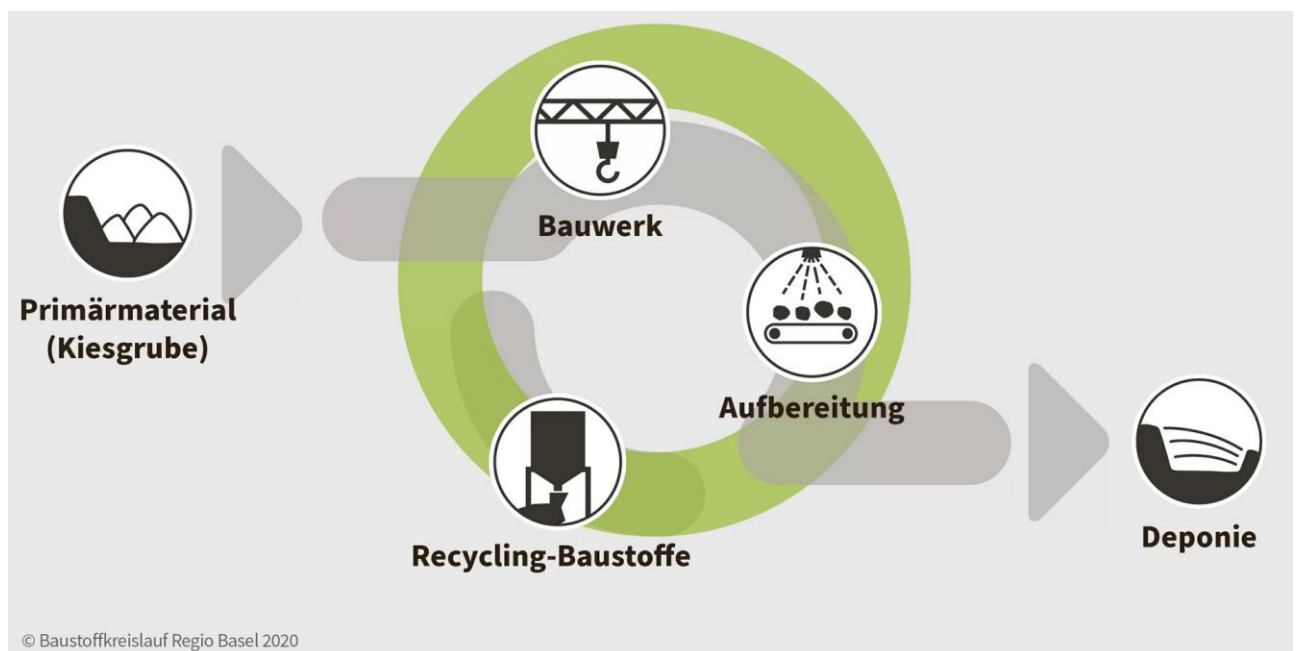 Bauwerk
Primärmaterial
(Kiesgrube)
Aufbereitung
Recycling-Baustoffe
Deponie
© Baustoffkreislauf Regio Basel 2020